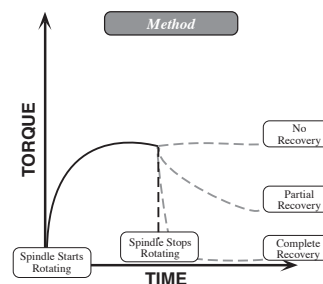 Method
TORQUE
No
Recovery
Partial
Recovery
Spindle Starts
Rotating
Spindle Stops
Rotating
Complete
Recovery
TIME